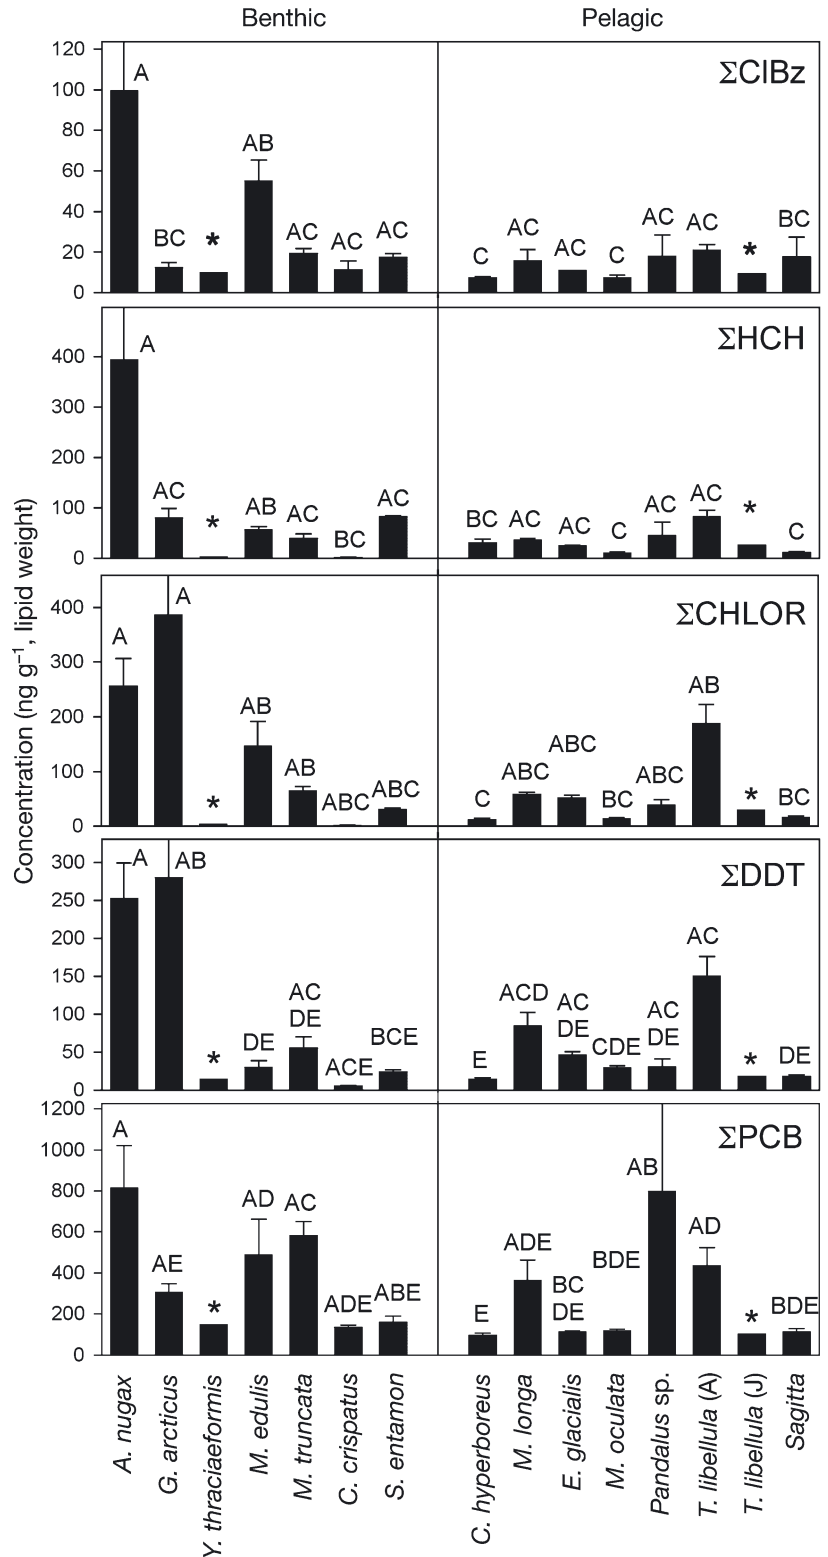 Benthic Pelagic
Concentration (ng g⁻¹, lipid weight)
ΣClBz
120
100
80
60
40
20
0
A BC * AB AC AC AC
C AC AC C AC AC * BC
ΣHCH
400
300
200
100
0
A AC * AB AC BC AC
BC AC AC C AC AC * C
ΣCHLOR
400
300
200
100
0
A A * AB AB ABC ABC
C ABC ABC BC ABC AB * BC
ΣDDT
300
250
200
150
100
50
0
A AB * DE AC
DE ACE BCE
E ACD AC
DE CDE AC
DE AC * DE
ΣPCB
1200
1000
800
600
400
200
0
A AE * AD AC ADE ABE
E ADE BC
DE BDE AB AD * BDE
A. nugax
G. arcticus
Y. thraciaeformis
M. edulis
M. truncata
C. crispatus
S. entamon
C. hyperboreus
M. longa
E. glacialis
M. oculata
Pandalus sp.
T. libellula (A)
T. libellula (J)
Sagitta